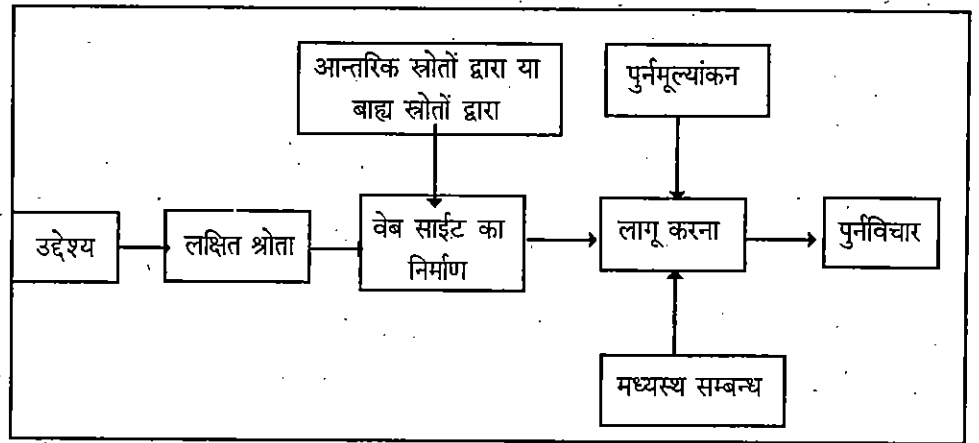 आन्तरिक स्रोतों द्वारा या
बाह्य स्रोतों द्वारा
पुर्नमूल्यांकन
उद्देश्य
लक्षित श्रोता
वेब साईट का
निर्माण
लागू करना
पुर्नविचार
मध्यस्थ सम्बन्ध